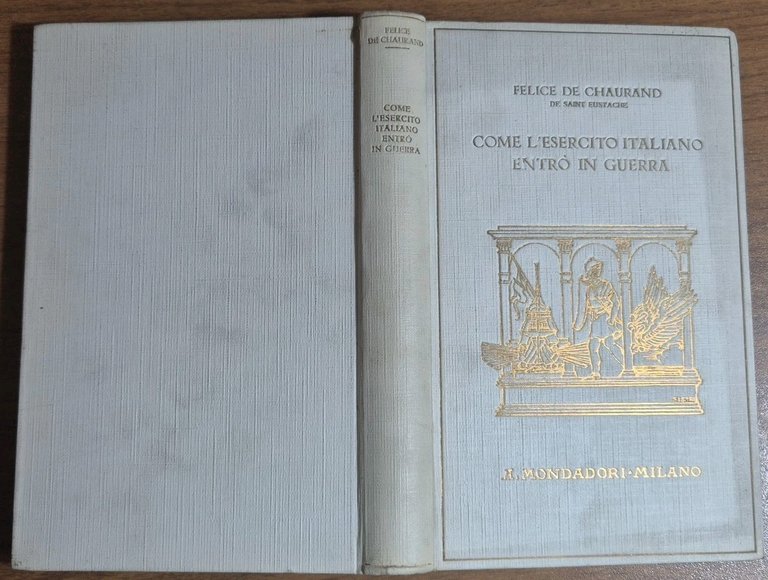 FELICE
DE CHAURAND
COME
L'ESERCITO
ITALIANO
ENTRÒ
IN GUERRA
FELICE DE CHAURAND
DE SAINT EUSTACHE
COME L'ESERCITO ITALIANO
ENTRÒ IN GUERRA
A. MONDADORI·MILANO